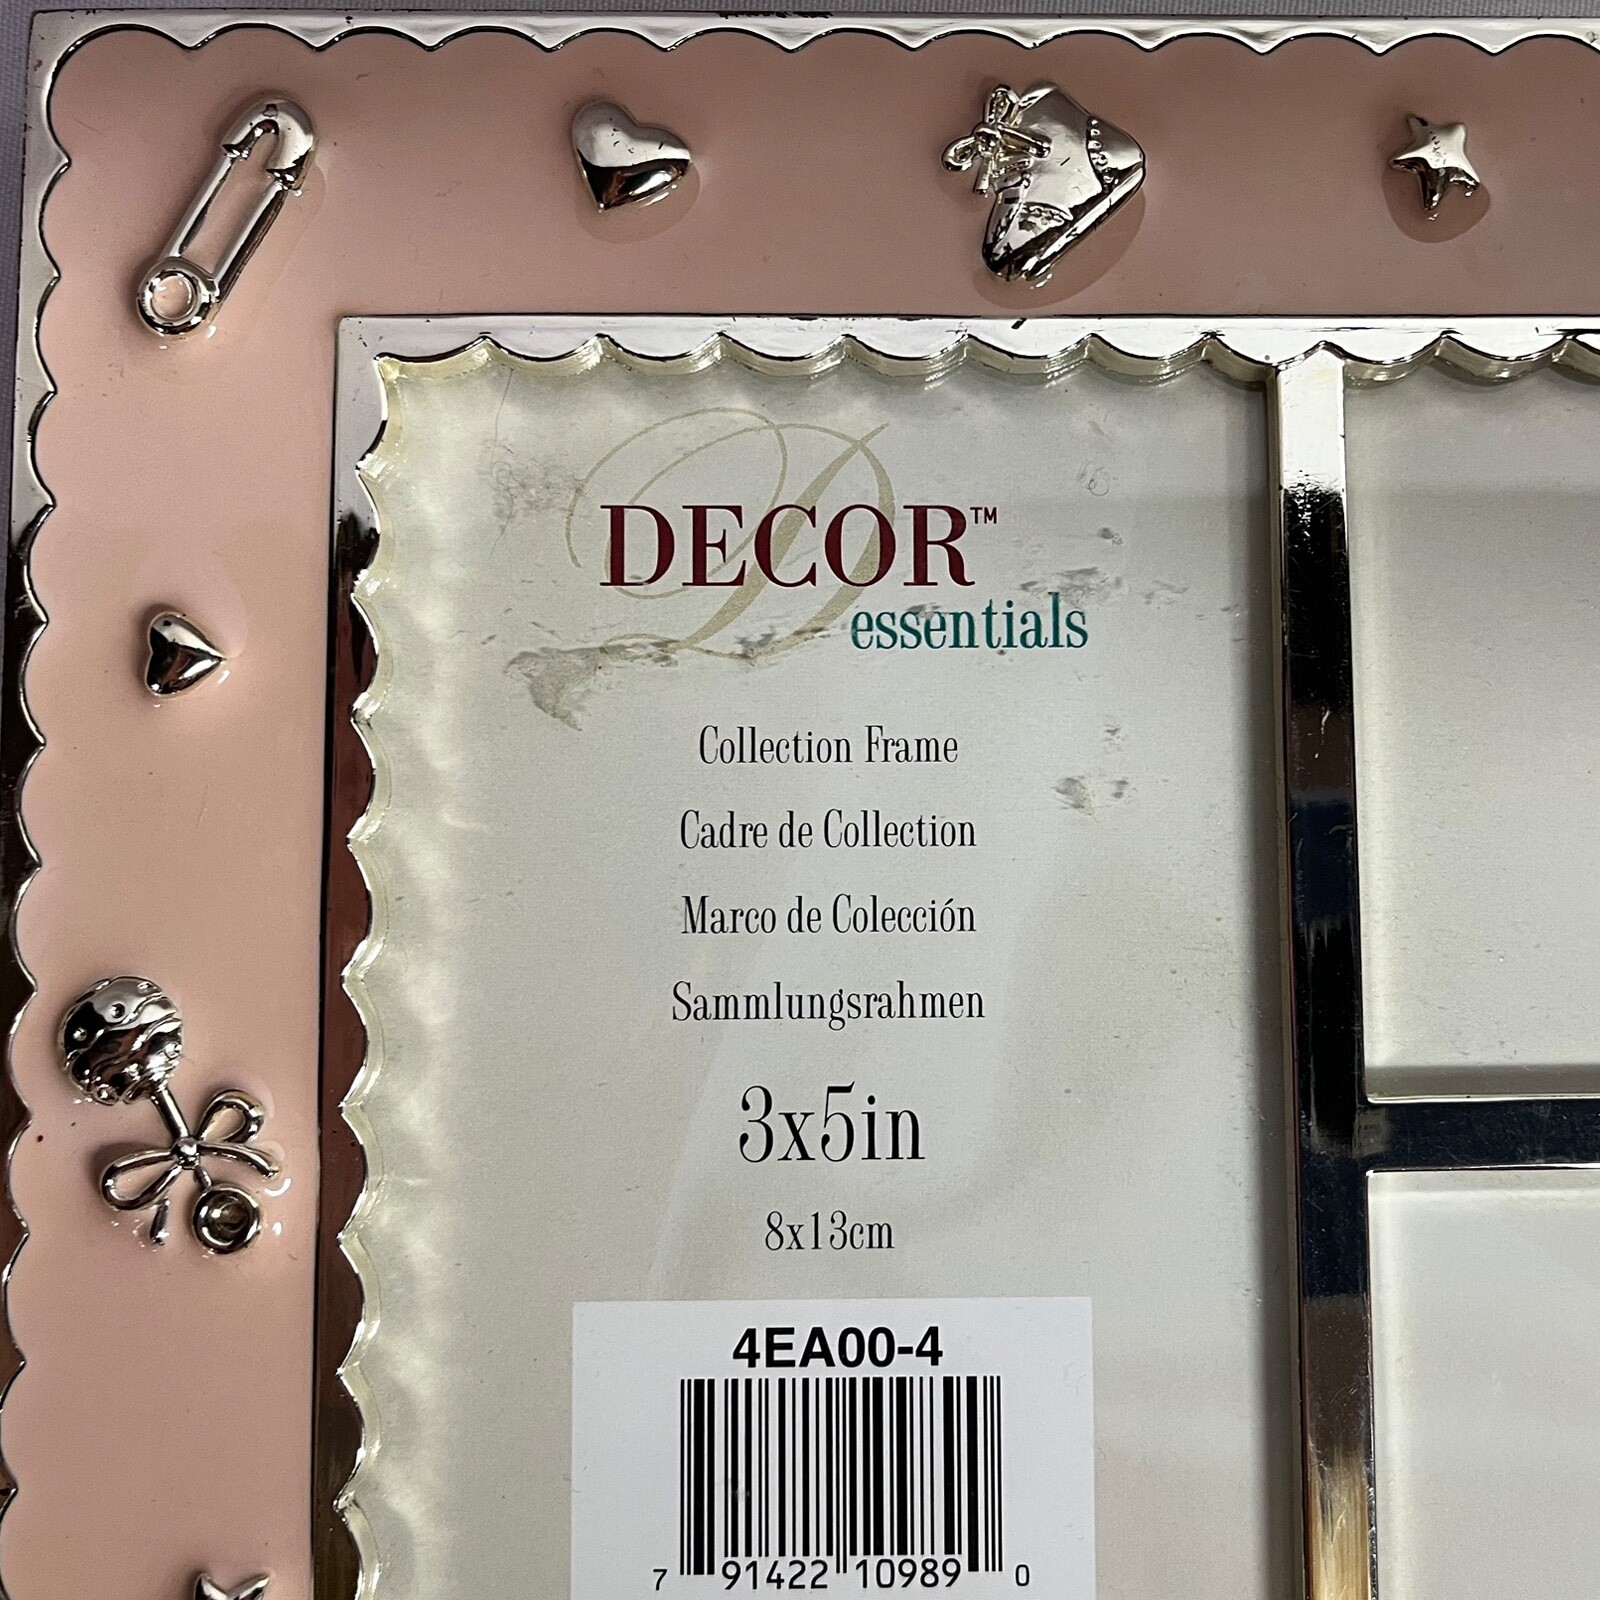 DECOR™
essentials
Collection Frame
Cadre de Collection
Marco de Colección
Sammlungsrahmen
3x5in
8x13cm
4EA00-4
7 91422 10989 0